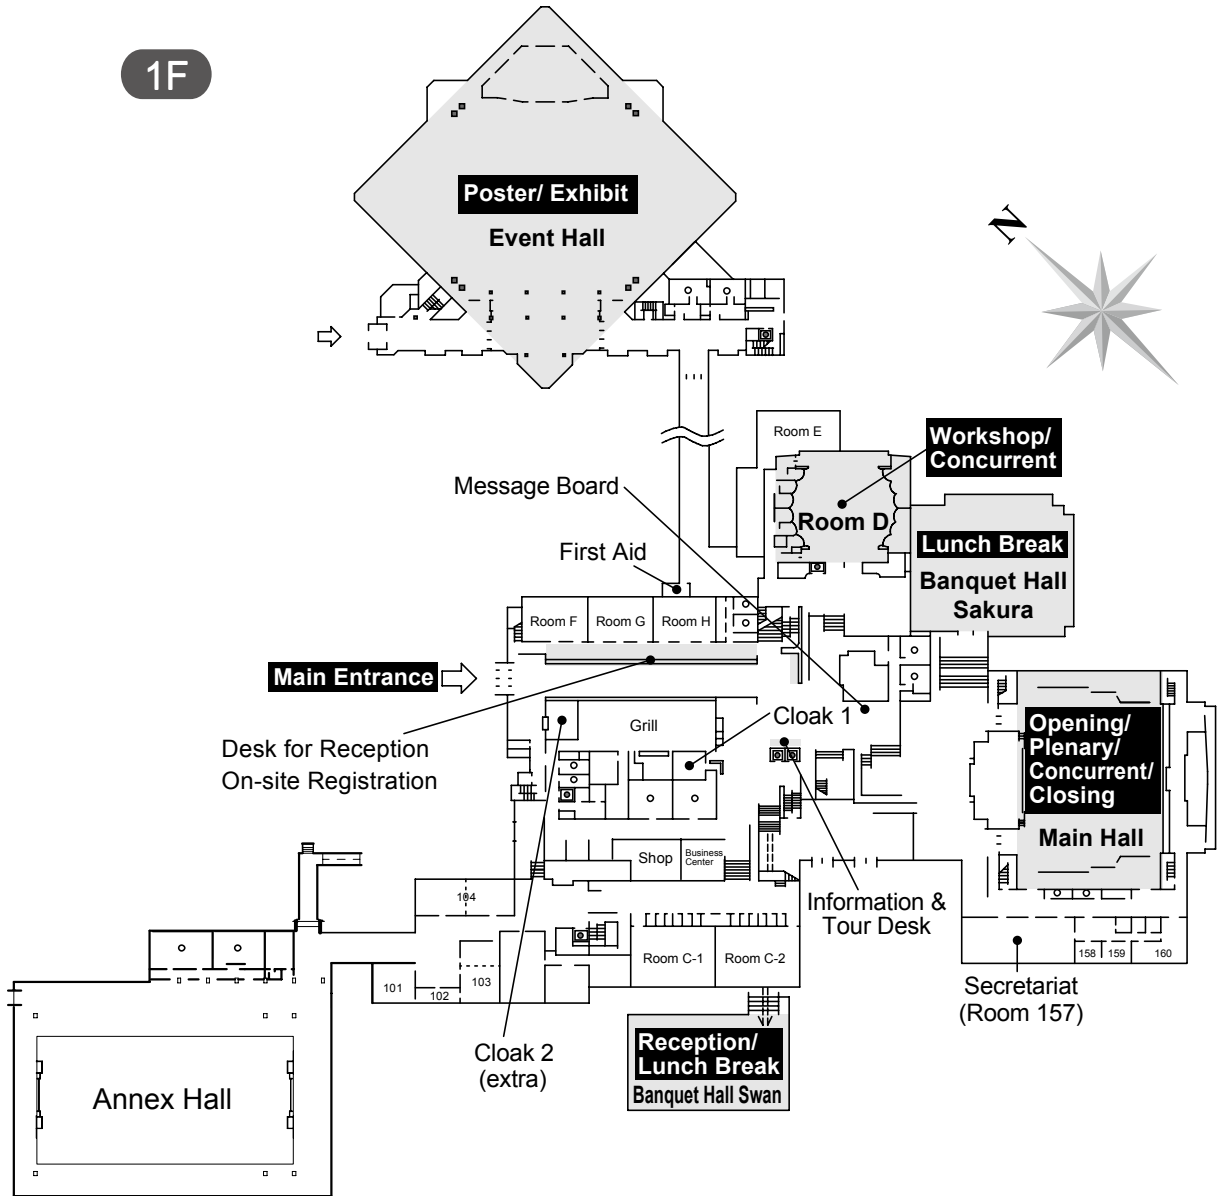 1F
Poster/ Exhibit
Event Hall
N
Room E
Workshop/
Concurrent
Message Board
Room D
First Aid
Lunch Break
Banquet Hall
Sakura
Room F
Room G
Room H
Main Entrance
Cloak 1
Grill
Desk for Reception
On-site Registration
Opening/
Plenary/
Concurrent/
Closing
Main Hall
Shop
Business
Center
104
Information &
Tour Desk
Room C-1
Room C-2
101
102
103
158
159
160
Secretariat
(Room 157)
Cloak 2
(extra)
Reception/
Lunch Break
Banquet Hall Swan
Annex Hall